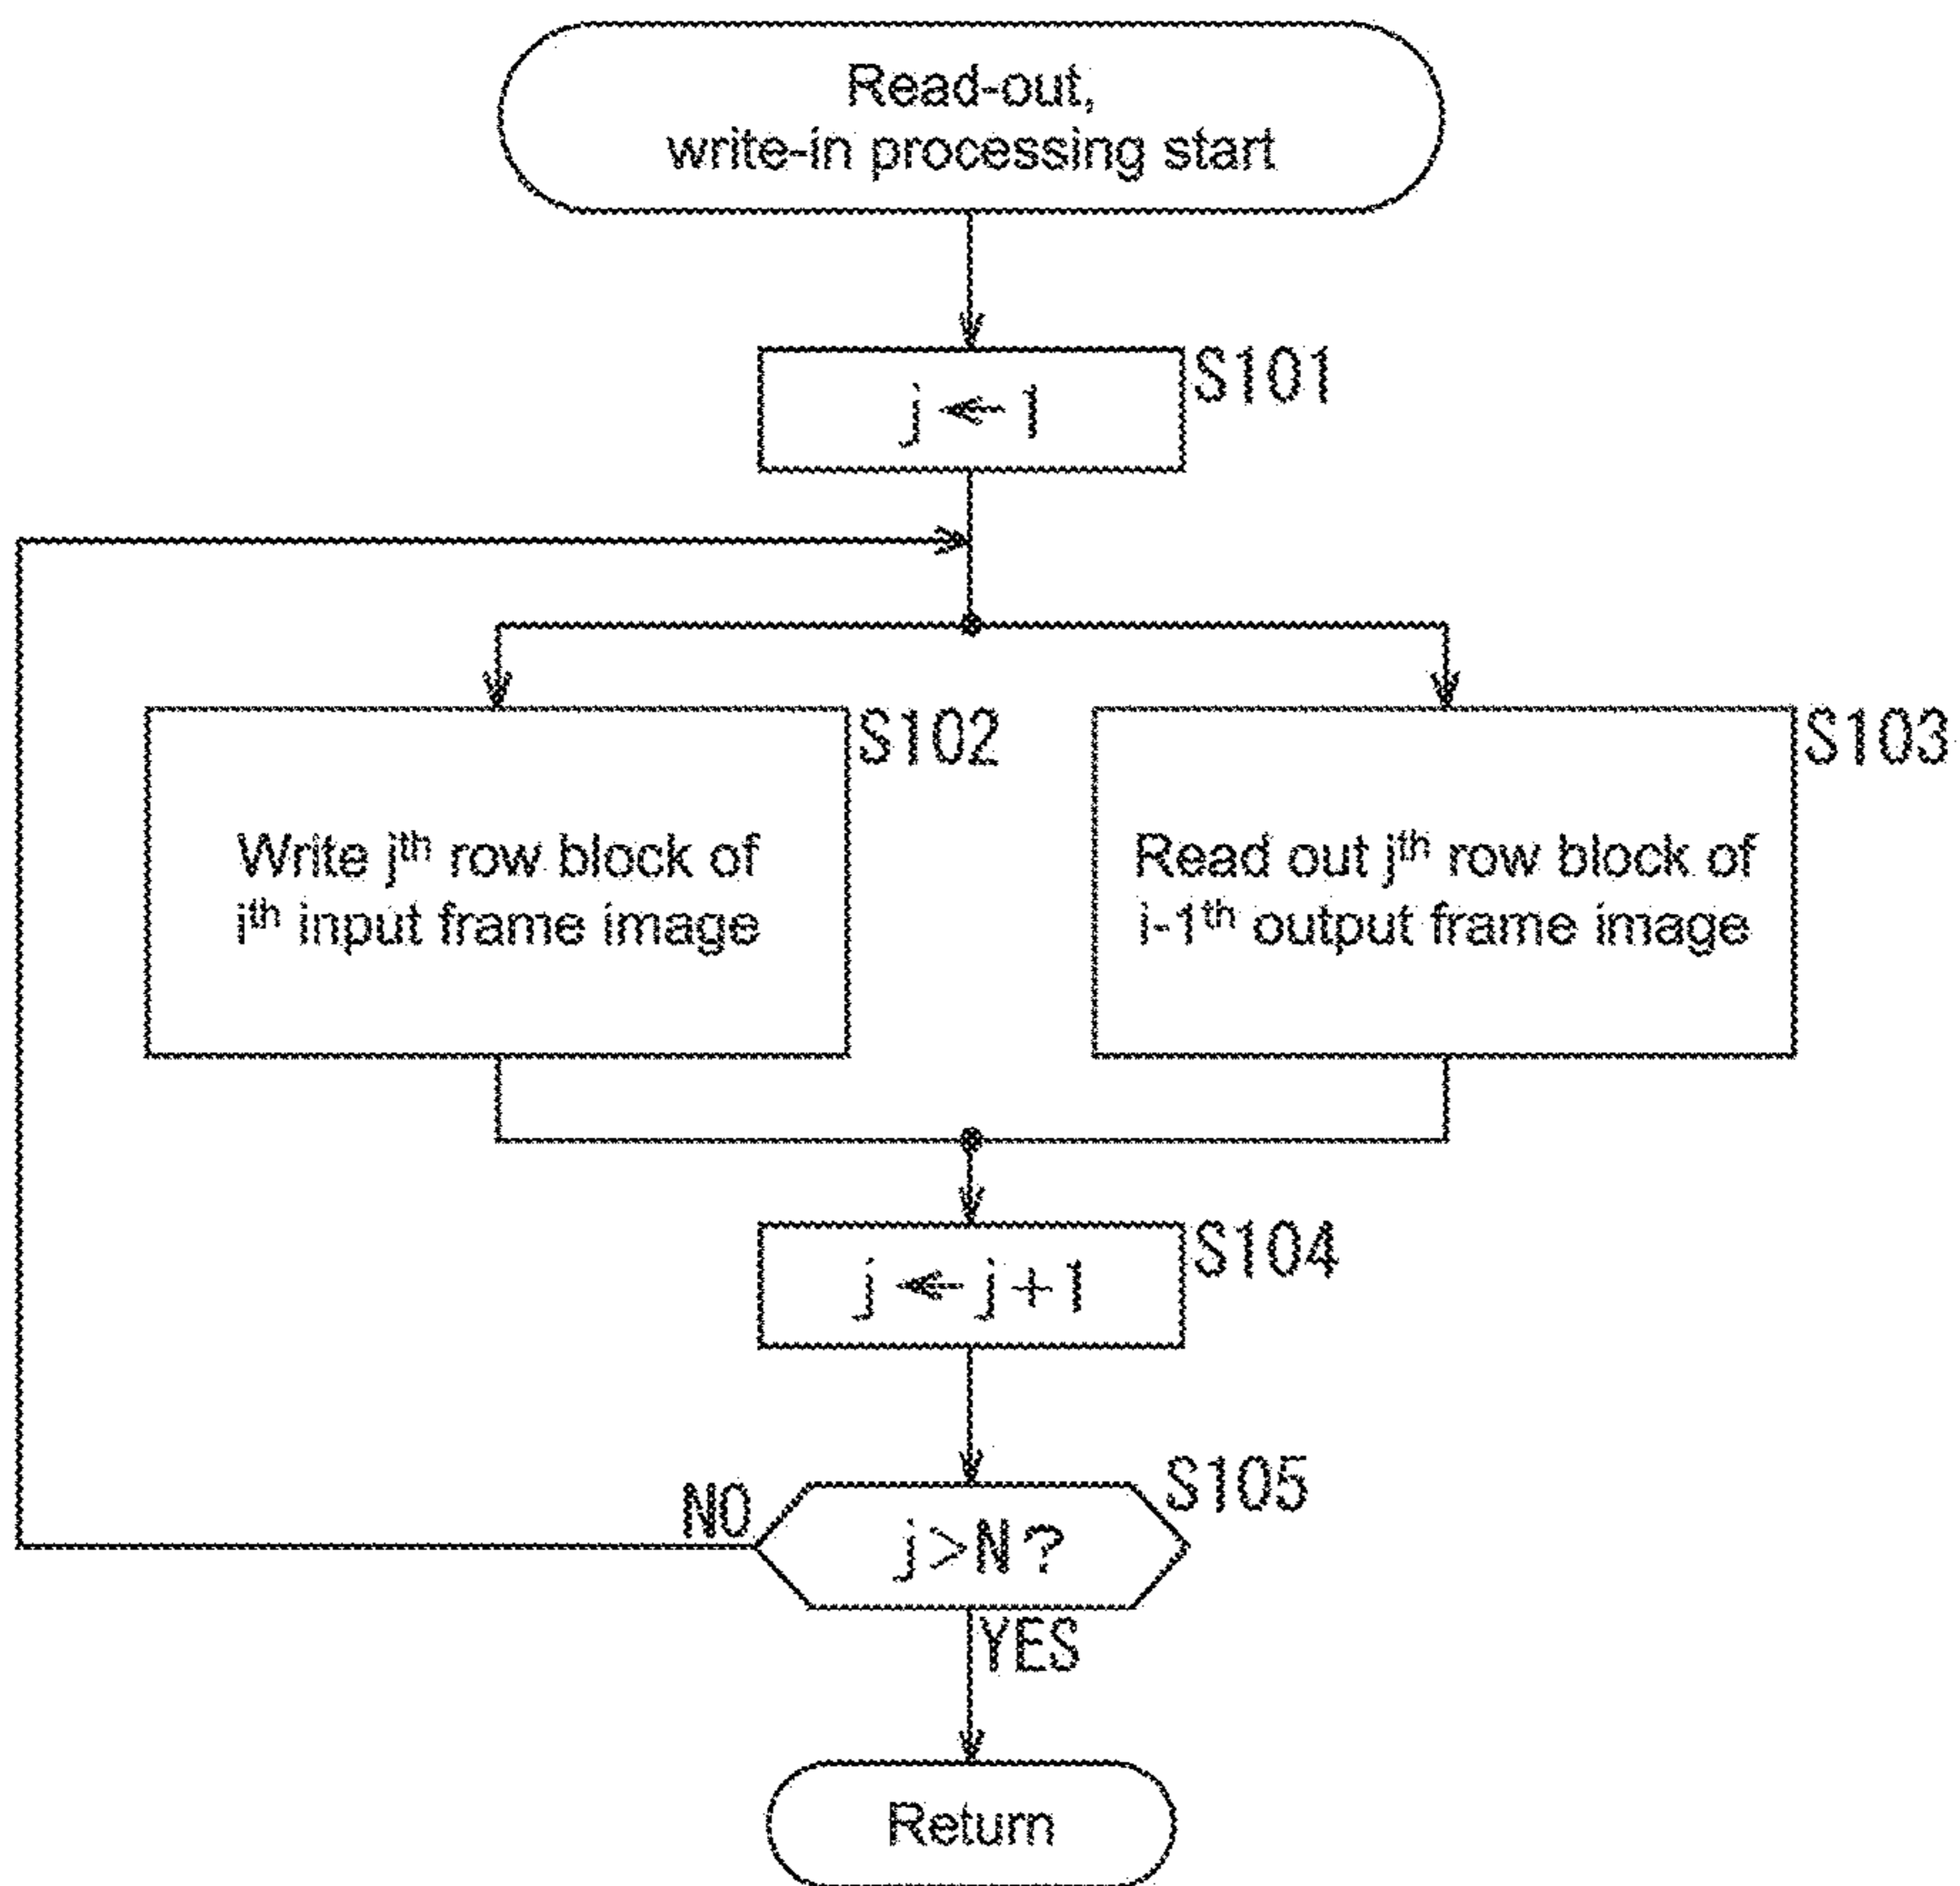 Read-out,
write-in processing start
S101
j ← 1
S102
Write jth row block of
ith input frame image
S103
Read out jth row block of
i-1th output frame image
S104
j ← j + 1
S105
j > N ?
NO
YES
Return